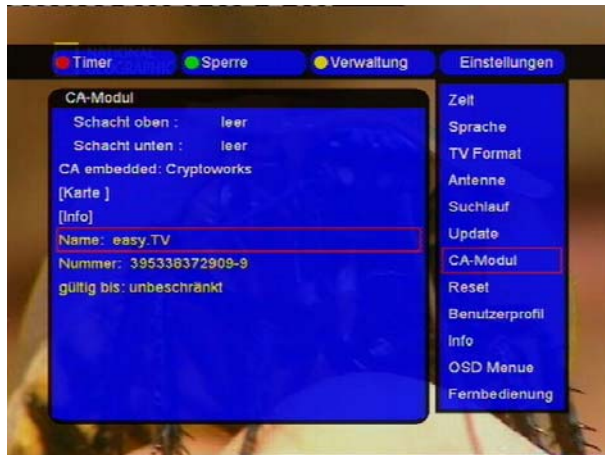 Timer
Sperre
Verwaltung
Einstellungen
CA-Modul
Schacht oben : leer
Schacht unten : leer
CA embedded: Cryptoworks
[Karte ]
[Info]
Name: easy.TV
Nummer: 395338372909-9
gültig bis: unbeschränkt
Zeit
Sprache
TV Format
Antenne
Suchlauf
Update
CA-Modul
Reset
Benutzerprofil
Info
OSD Menue
Fernbedienung